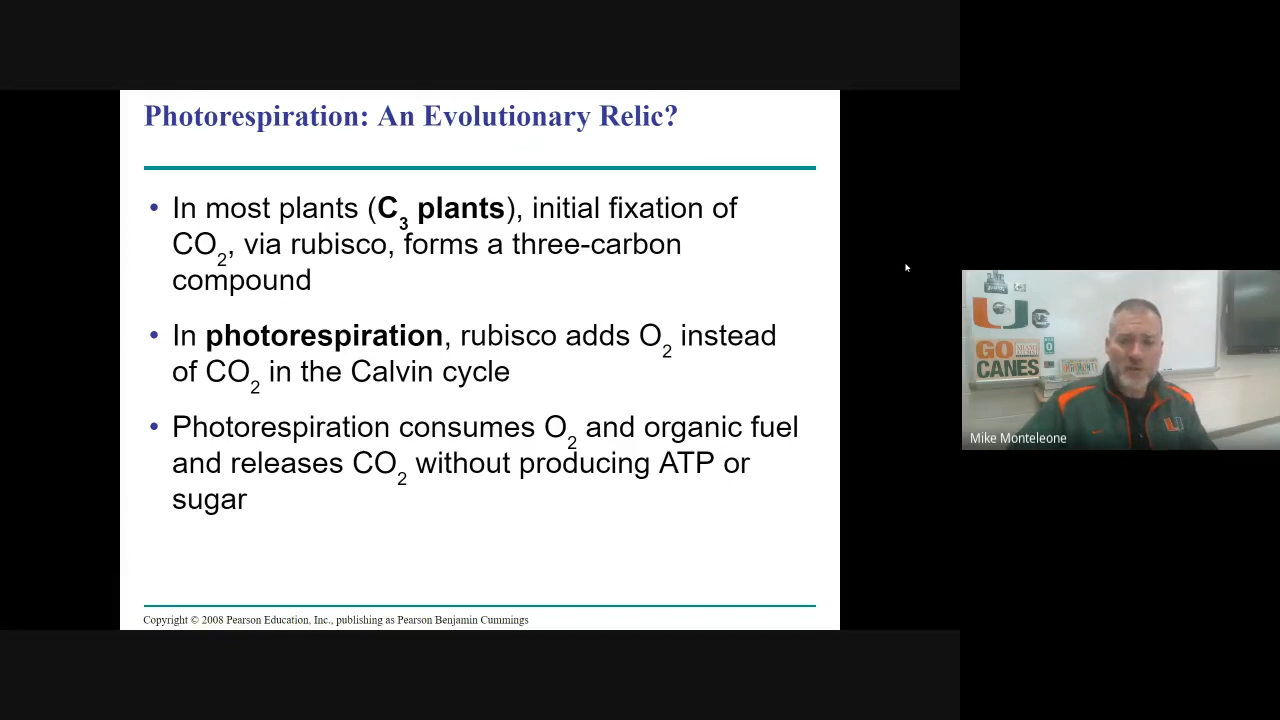 Photorespiration: An Evolutionary Relic?
• In most plants (C3 plants), initial fixation of
CO2, via rubisco, forms a three-carbon
compound
• In photorespiration, rubisco adds O2 instead
of CO2 in the Calvin cycle
• Photorespiration consumes O2 and organic fuel
and releases CO2 without producing ATP or
sugar
Copyright © 2008 Pearson Education, Inc., publishing as Pearson Benjamin Cummings
GO
CANES
Mike Monteleone